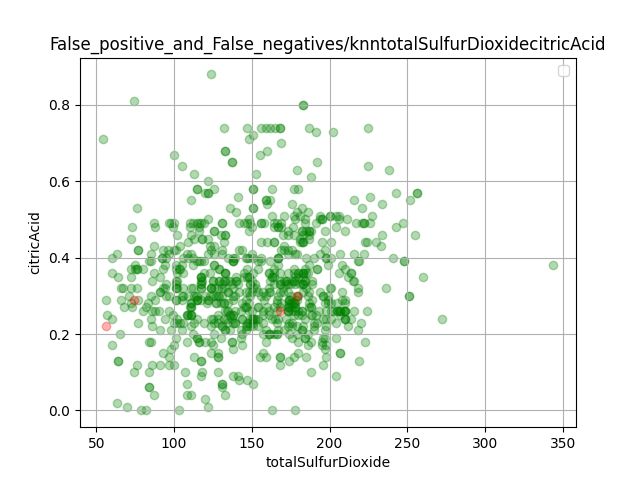 False_positive_and_False_negatives/knntotalSulfurDioxidecitricAcid
0.8
0.6
0.4
0.2
0.0
citricAcid
50 100 150 200 250 300 350
totalSulfurDioxide